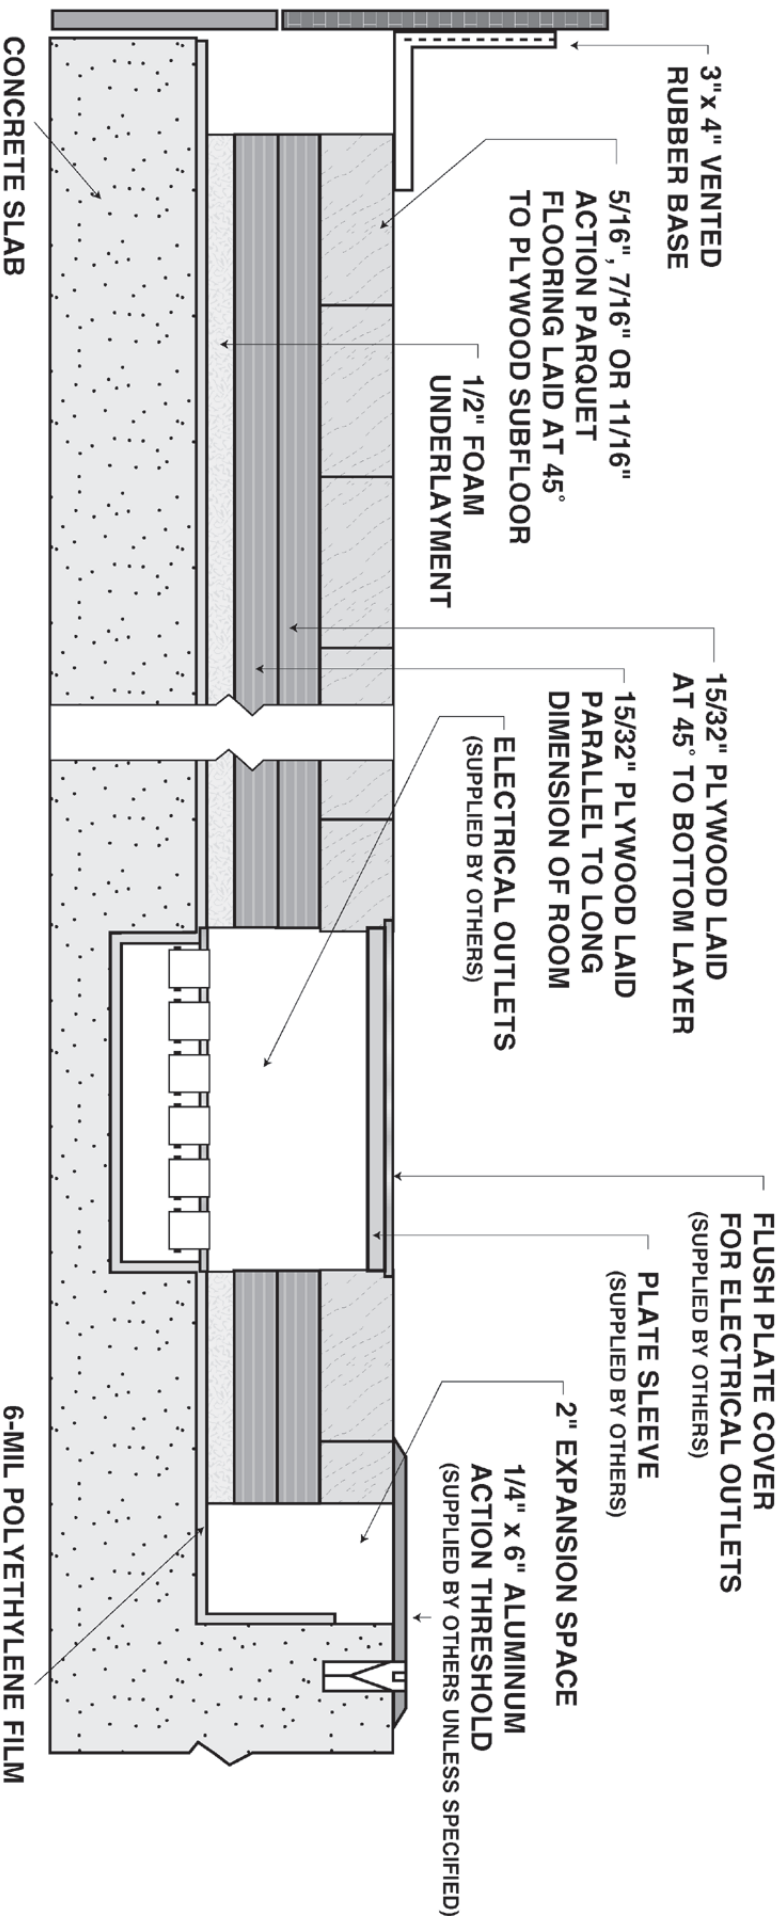 3"x 4" VENTED
RUBBER BASE
5/16", 7/16" OR 11/16"
ACTION PARQUET
FLOORING LAID AT 45°
TO PLYWOOD SUBFLOOR
1/2" FOAM
UNDERLAYMENT
15/32" PLYWOOD LAID
AT 45° TO BOTTOM LAYER
15/32" PLYWOOD LAID
PARALLEL TO LONG
DIMENSION OF ROOM
ELECTRICAL OUTLETS
(SUPPLIED BY OTHERS)
FLUSH PLATE COVER
FOR ELECTRICAL OUTLETS
(SUPPLIED BY OTHERS)
PLATE SLEEVE
(SUPPLIED BY OTHERS)
2" EXPANSION SPACE
1/4" x 6" ALUMINUM
ACTION THRESHOLD
(SUPPLIED BY OTHERS UNLESS SPECIFIED)
CONCRETE SLAB
6-MIL POLYETHYLENE FILM